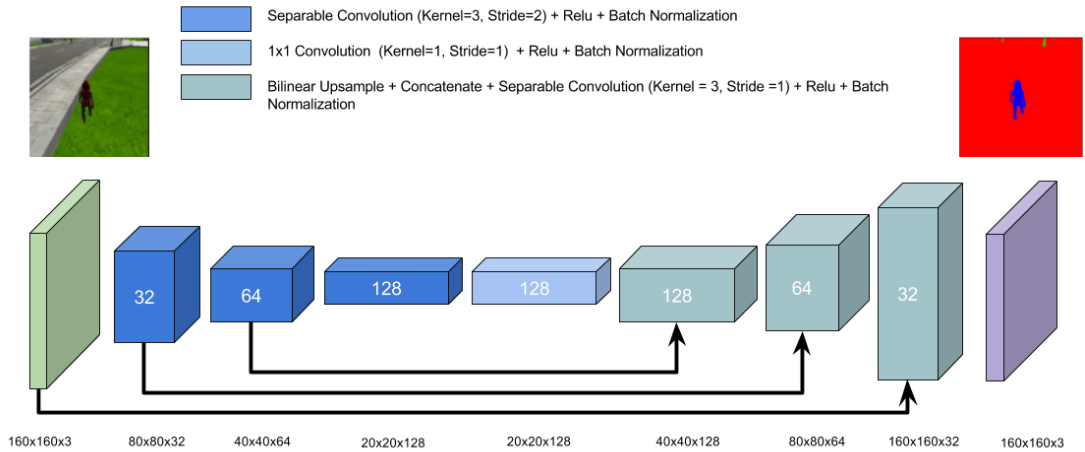 Separable Convolution (Kernel=3, Stride=2) + Relu + Batch Normalization
1x1 Convolution (Kernel=1, Stride=1) + Relu + Batch Normalization
Bilinear Upsample + Concatenate + Separable Convolution (Kernel = 3, Stride =1) + Relu + Batch
Normalization
32
64
128
128
128
64
32
160x160x3
80x80x32
40x40x64
20x20x128
20x20x128
40x40x128
80x80x64
160x160x32
160x160x3